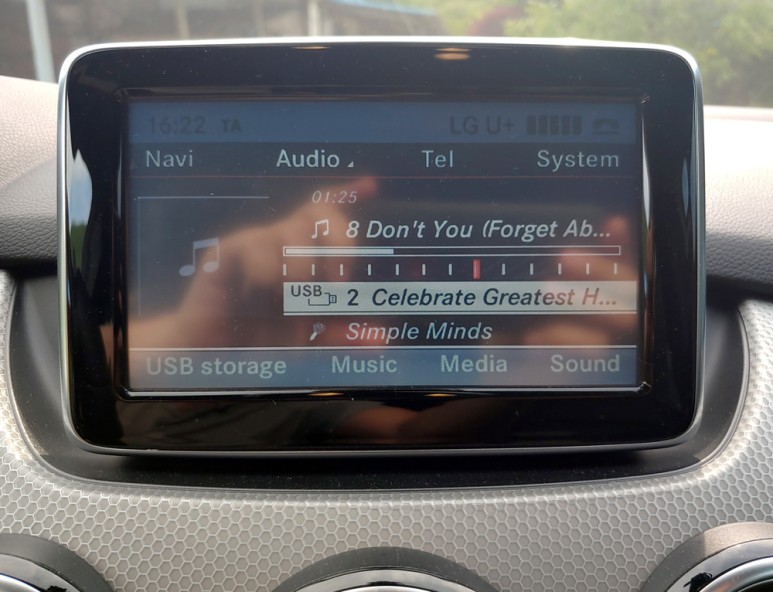 16:22 TA LG U+
Navi Audio Tel System
01:25
8 Don't You (Forget Ab...
USB 2 Celebrate Greatest H...
Simple Minds
USB storage Music Media Sound